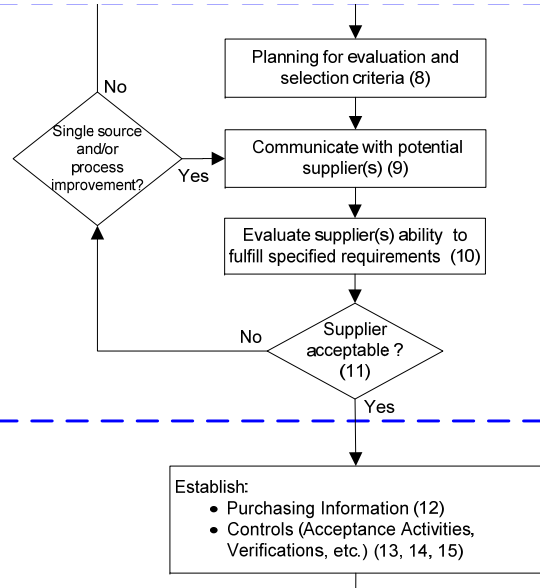 Planning for evaluation and
selection criteria (8)
No
Single source
and/or
process
improvement?
Yes
Communicate with potential
supplier(s) (9)
Evaluate supplier(s) ability to
fulfill specified requirements (10)
No
Supplier
acceptable ?
(11)
Yes
Establish:
• Purchasing Information (12)
• Controls (Acceptance Activities,
Verifications, etc.) (13, 14, 15)